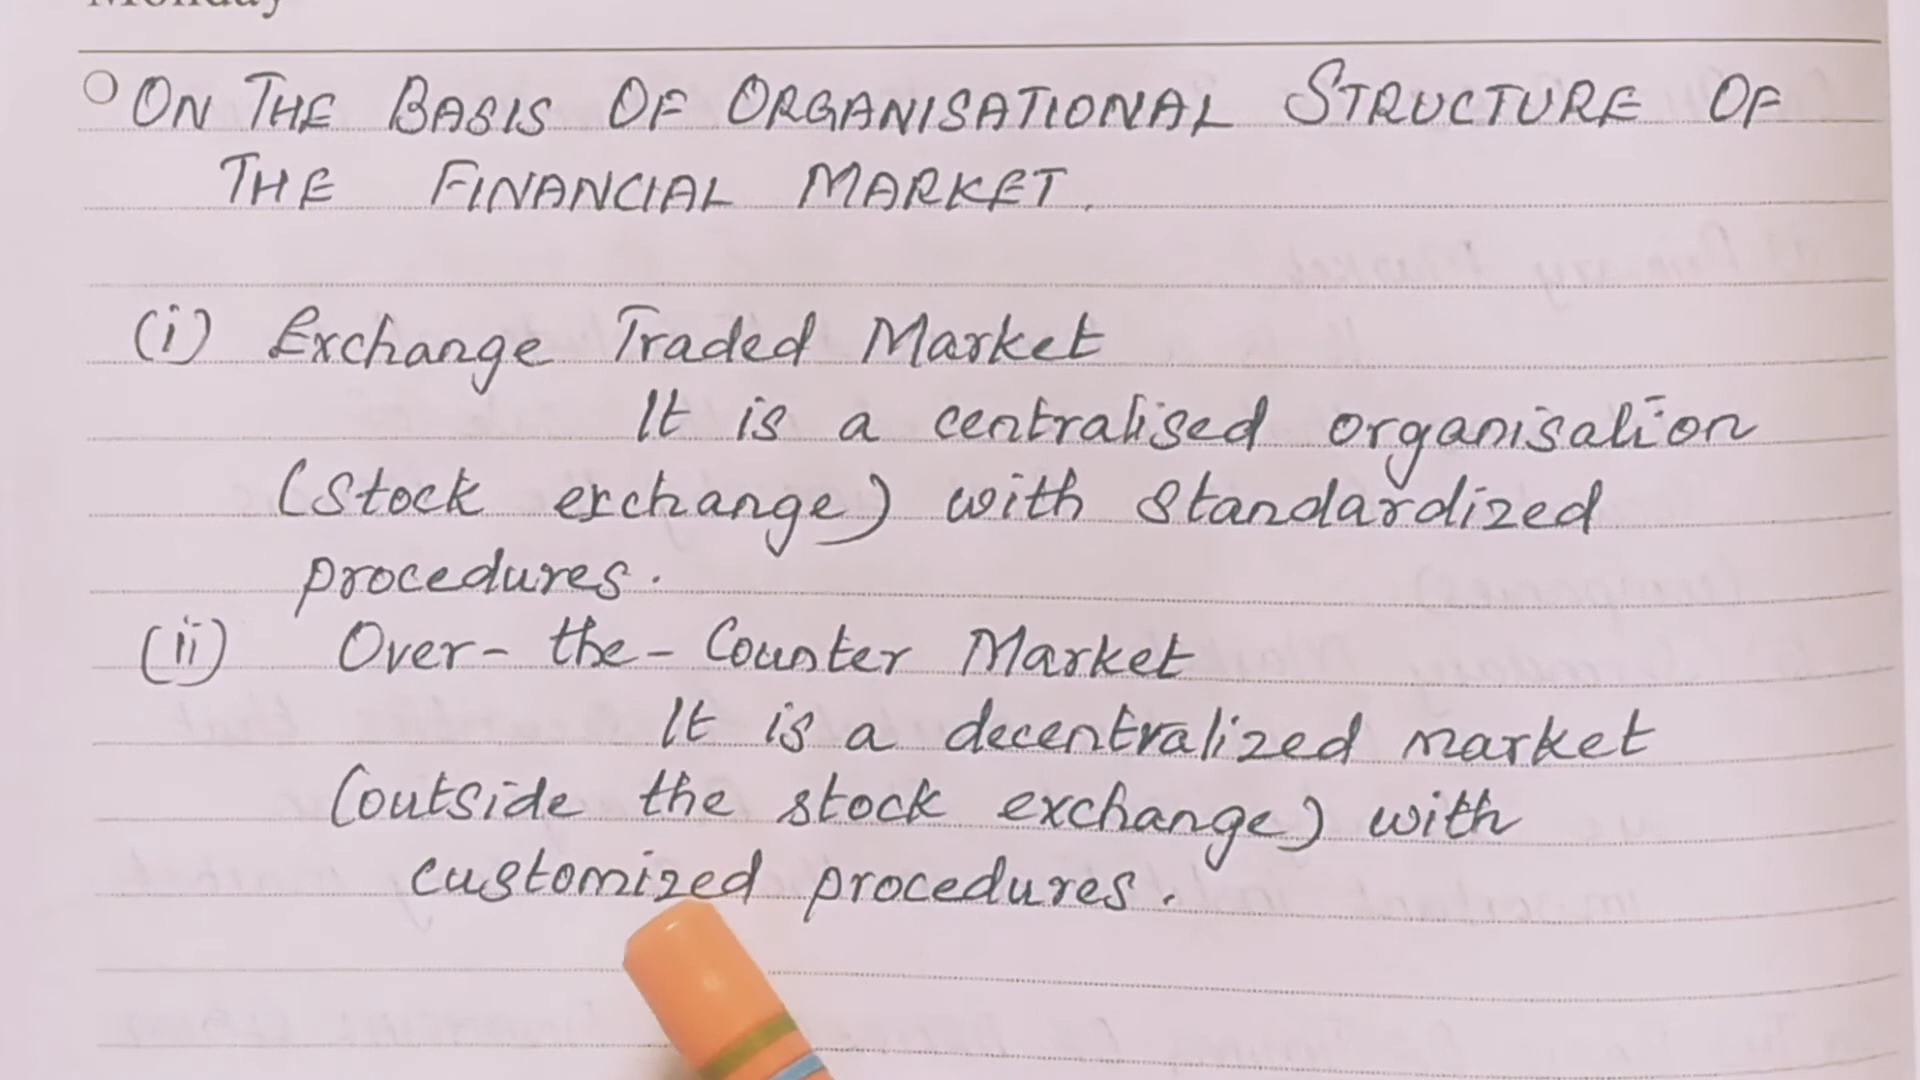 Monday
ON THE BASIS OF ORGANISATIONAL STRUCTURE OF
THE FINANCIAL MARKET.
(i) Exchange Traded Market
It is a centralised organisation
(Stock exchange) with standardized
procedures.
(ii) Over-the-Counter Market
It is a decentralized market
(outside the stock exchange) with
customized procedures.